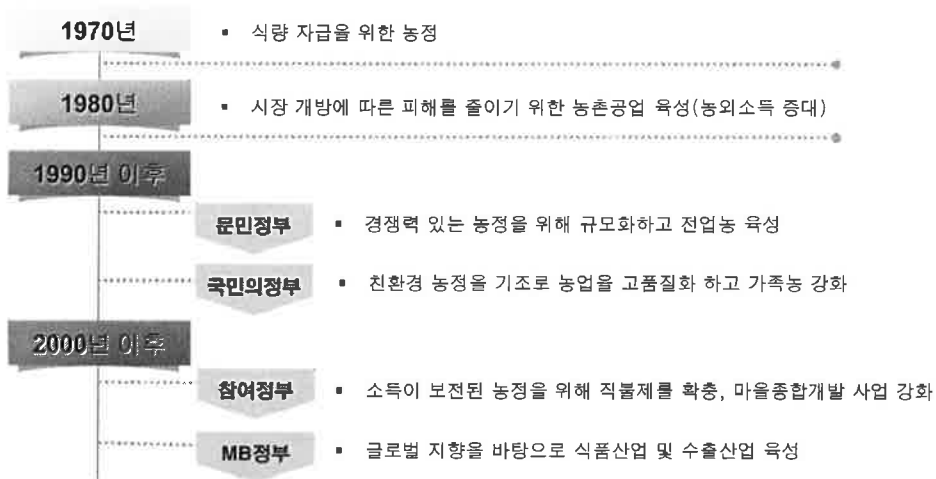 1970년
▪ 식량 자급을 위한 농정
1980년
▪ 시장 개방에 따른 피해를 줄이기 위한 농촌공업 육성(농외소득 증대)
1990년 이후
문민정부
▪ 경쟁력 있는 농정을 위해 규모화하고 전업농 육성
국민의정부
▪ 친환경 농정을 기조로 농업을 고품질화 하고 가족농 강화
2000년 이후
참여정부
▪ 소득이 보전된 농정을 위해 직불제를 확충, 마을종합개발 사업 강화
MB정부
▪ 글로벌 지향을 바탕으로 식품산업 및 수출산업 육성